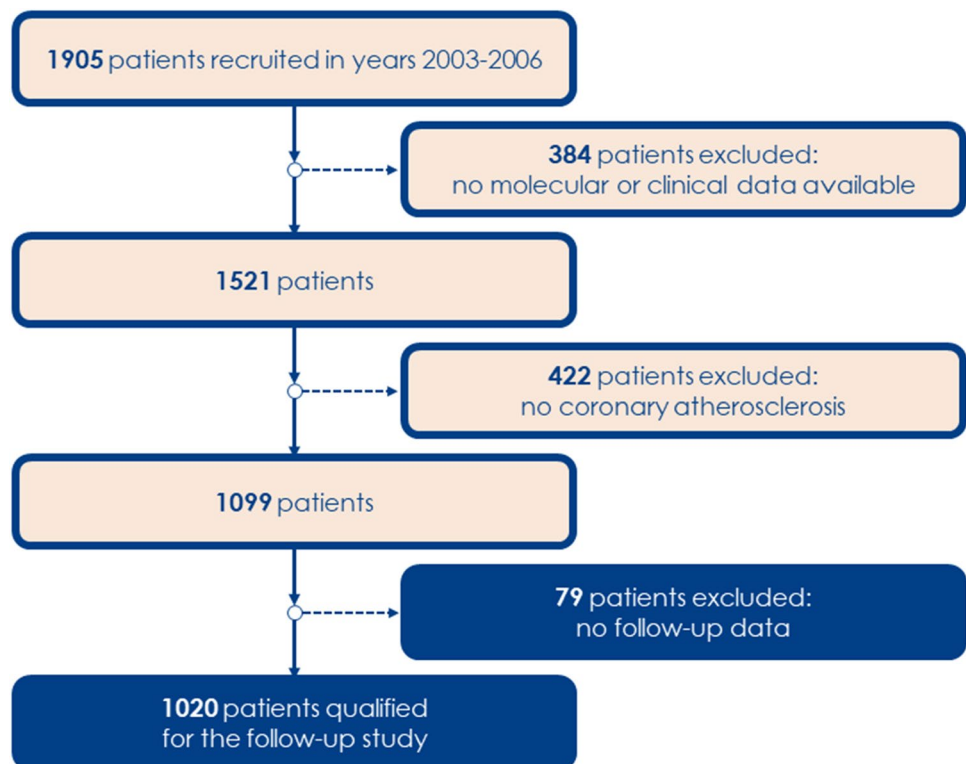 1905 patients recruited in years 2003-2006
384 patients excluded:
no molecular or clinical data available
1521 patients
422 patients excluded:
no coronary atherosclerosis
1099 patients
79 patients excluded:
no follow-up data
1020 patients qualified
for the follow-up study